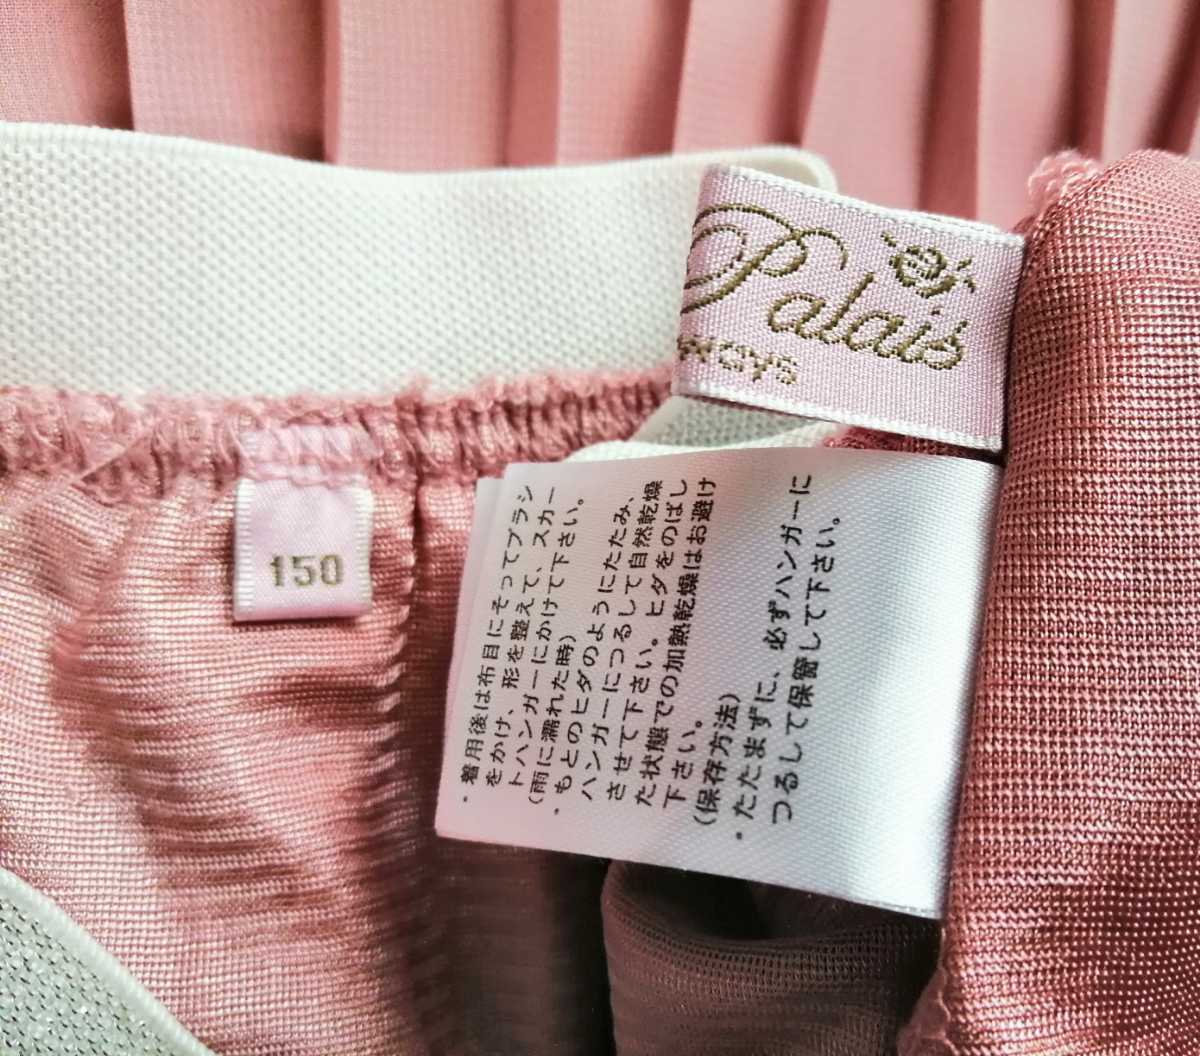 Palais
150
・着用後は布目にそってブラシ
をかけ、形を整えて、スカー
トハンガーにかけて下さい。
(雨に濡れた時)
・もとのヒダのようにたたみ、
ハンガーにつるして自然乾燥
させて下さい。ヒダをのばし
た状態での加熱乾燥はお避け
下さい。
(保存方法)
・たたまずに、必ずハンガーに
つるして保管して下さい。